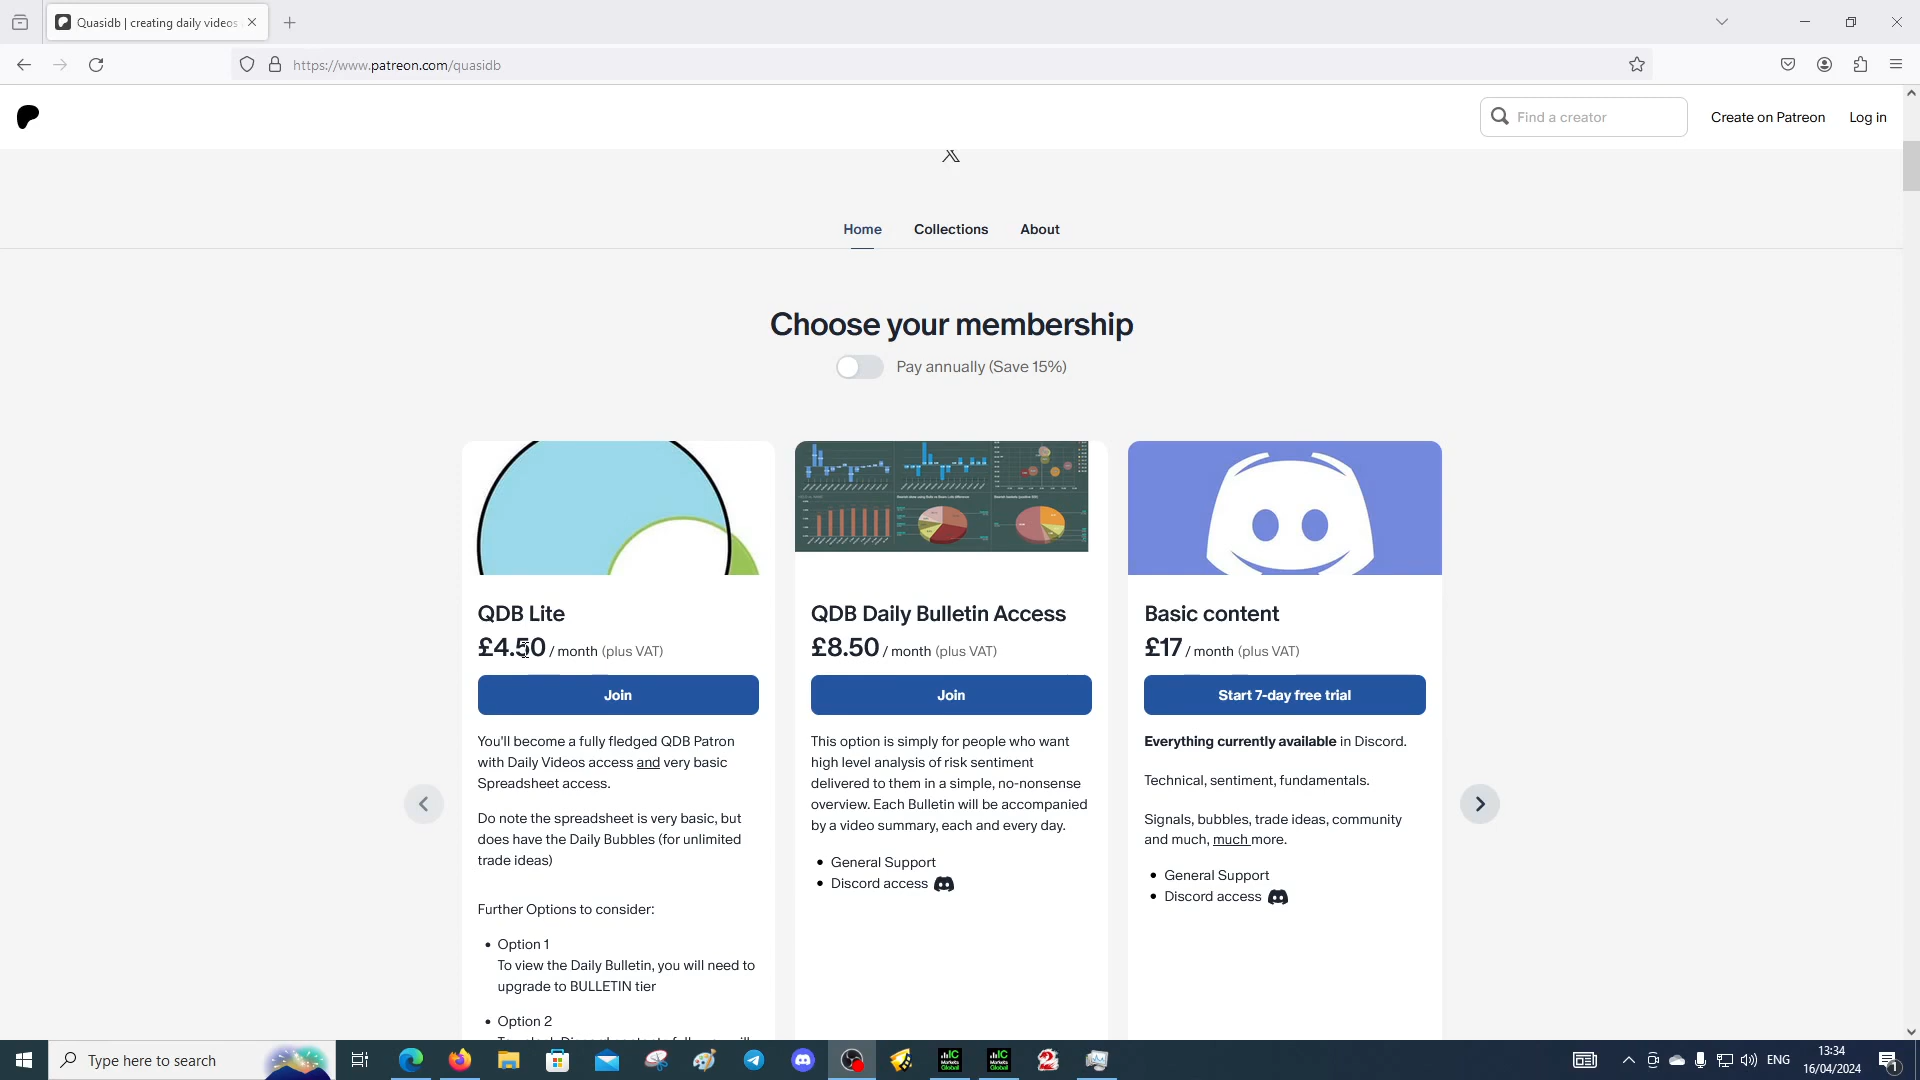 Quasidb | creating daily videos
https://www.patreon.com/quasidb
Find a creator
Create on Patreon
Log in
Home
Collections
About
Choose your membership
Pay annually (Save 15%)
QDB Lite
£4.50 / month (plus VAT)
Join
You'll become a fully fledged QDB Patron
with Daily Videos access and very basic
Spreadsheet access.
Do note the spreadsheet is very basic, but
does have the Daily Bubbles (for unlimited
trade ideas)
Further Options to consider:
• Option 1
To view the Daily Bulletin, you will need to
upgrade to BULLETIN tier
• Option 2
QDB Daily Bulletin Access
£8.50 / month (plus VAT)
Join
This option is simply for people who want
high level analysis of risk sentiment
delivered to them in a simple, no-nonsense
overview. Each Bulletin will be accompanied
by a video summary, each and every day.
• General Support
• Discord access
Basic content
£17 / month (plus VAT)
Start 7-day free trial
Everything currently available in Discord.
Technical, sentiment, fundamentals.
Signals, bubbles, trade ideas, community
and much, much more.
• General Support
• Discord access
Type here to search
IC
Markets
Global
IC
Markets
Global
ENG
13:34
16/04/2024
1